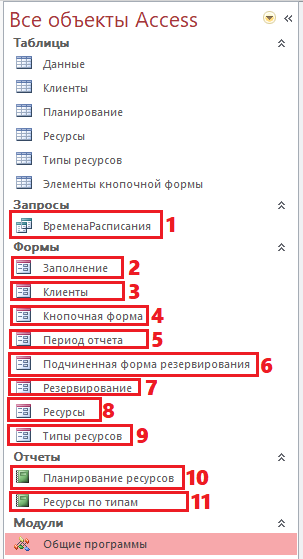 Все объекты Access
Таблицы
Данные
Клиенты
Планирование
Ресурсы
Типы ресурсов
Элементы кнопочной формы
Запросы
ВременаРасписания 1
Формы
Заполнение 2
Клиенты 3
Кнопочная форма 4
Период отчета 5
Подчиненная форма резервирования 6
Резервирование 7
Ресурсы 8
Типы ресурсов 9
Отчеты
Планирование ресурсов 10
Ресурсы по типам 11
Модули
Общие программы